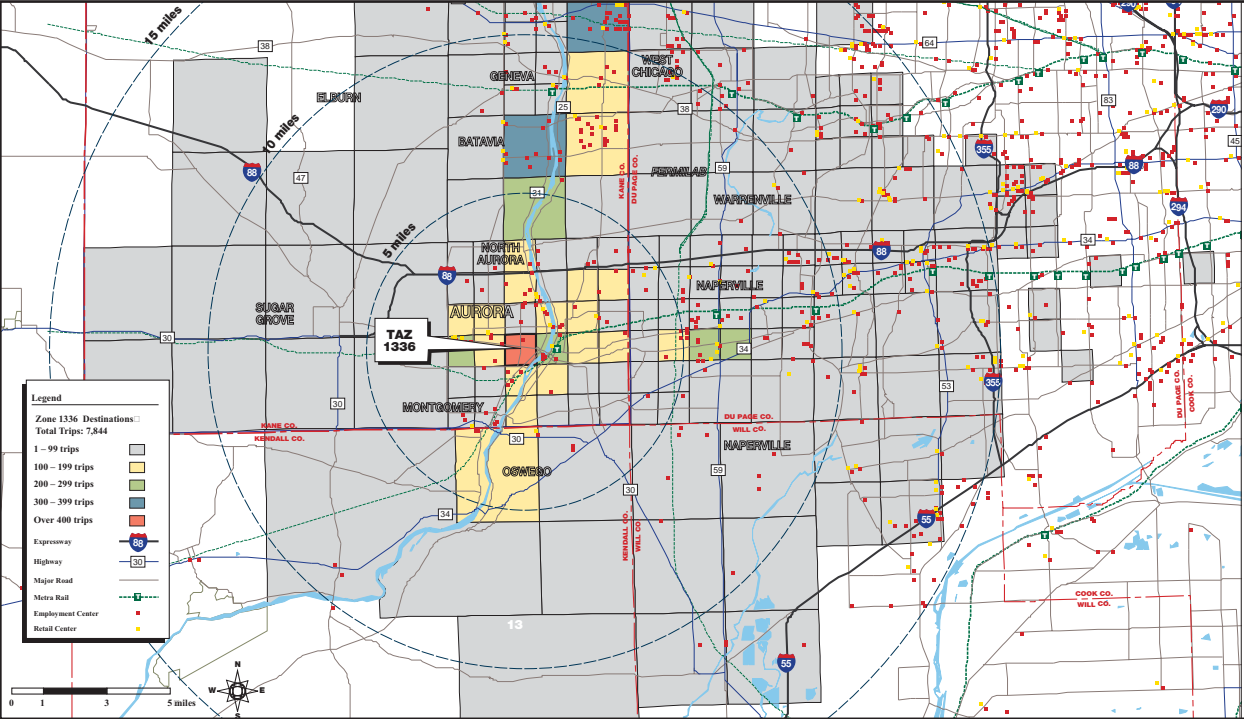 15 miles
38
64
WEST
CHICAGO
GENEVA
ELBURN
25
38
83
290
10 miles
BATAVIA
355
45
88
47
FERMILAB
59
88
KANE CO.
DU PAGE CO.
31
WARRENVILLE
294
5 miles
NORTH
AURORA
34
88
88
NAPERVILLE
SUGAR
GROVE
AURORA
TAZ
1336
30
34
355
53
DU PAGE CO.
COOK CO.
30
MONTGOMERY
DU PAGE CO.
WILL CO.
KANE CO.
KENDALL CO.
30
NAPERVILLE
OSWEGO
59
30
34
55
KENDALL CO.
WILL CO
COOK CO.
WILL CO.
13
55
Legend
Zone 1336 Destinations
Total Trips: 7,844
1 – 99 trips
100 – 199 trips
200 – 299 trips
300 – 399 trips
Over 400 trips
Expressway
88
Highway
30
Major Road
Metra Rail
T
Employment Center
Retail Center
N
W
E
S
0 1 3 5 miles